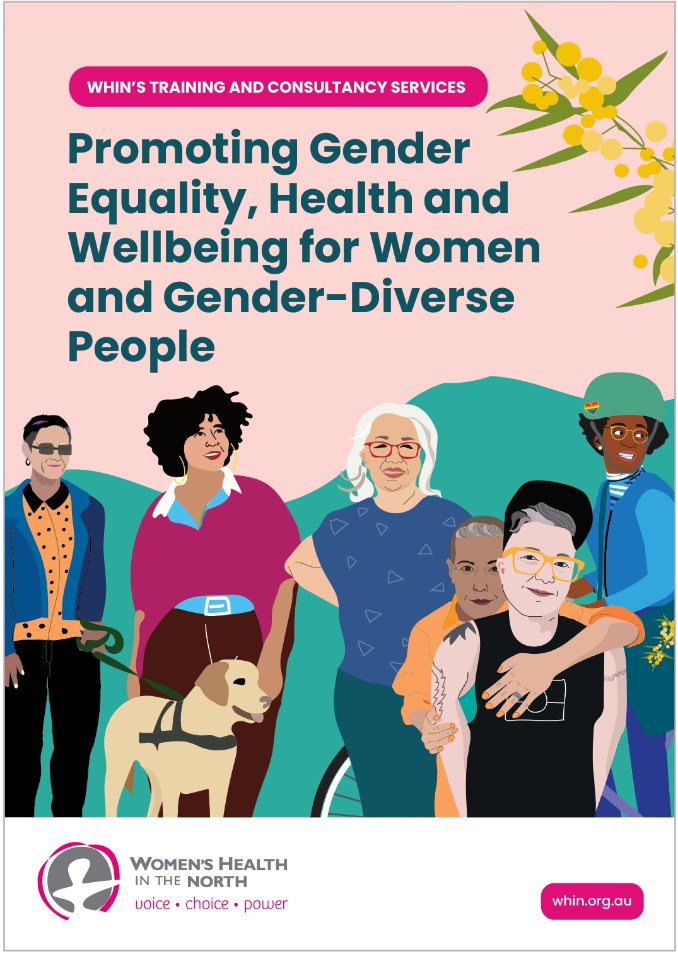 WHIN'S TRAINING AND CONSULTANCY SERVICES
Promoting Gender
Equality, Health and
Wellbeing for Women
and Gender-Diverse
People
WOMEN'S HEALTH
IN THE NORTH
voice • choice • power
whin.org.au